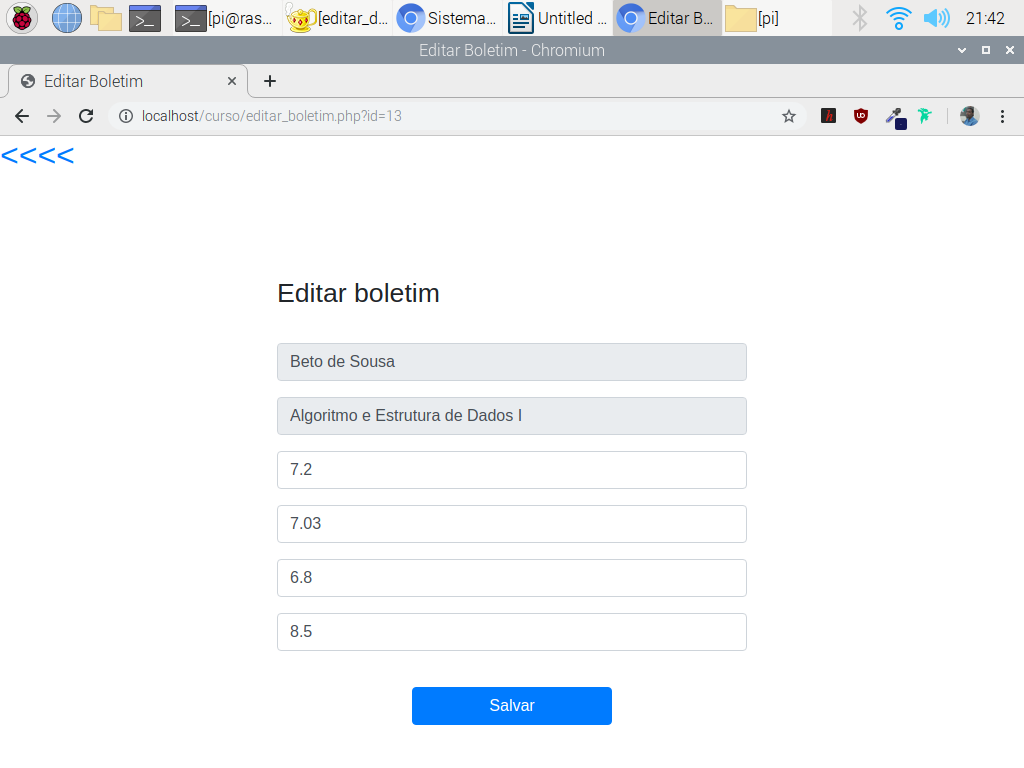 [pi@ras... [editar_d... Sistema... Untitled ... Editar B... [pi] 21:42
Editar Boletim - Chromium
Editar Boletim
localhost/curso/editar_boletim.php?id=13
<<<<
Editar boletim
Beto de Sousa
Algoritmo e Estrutura de Dados I
7.2
7.03
6.8
8.5
Salvar